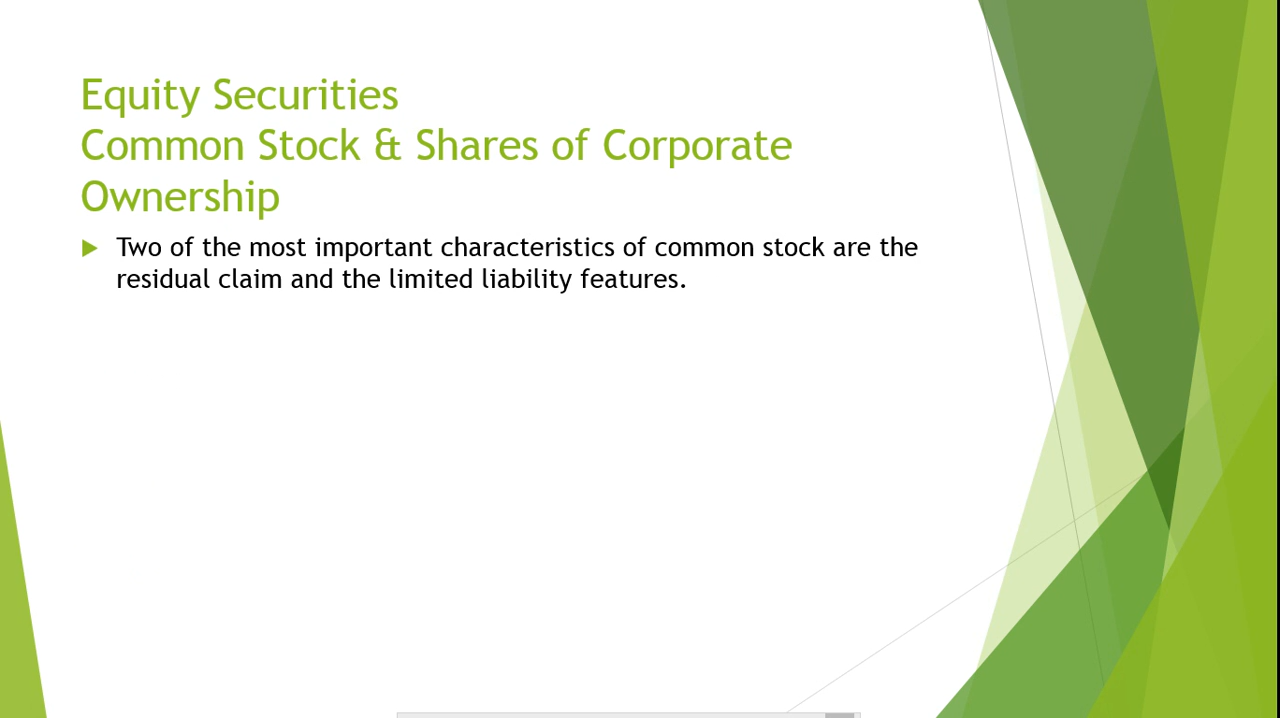 Equity Securities
Common Stock & Shares of Corporate
Ownership
Two of the most important characteristics of common stock are the
residual claim and the limited liability features.